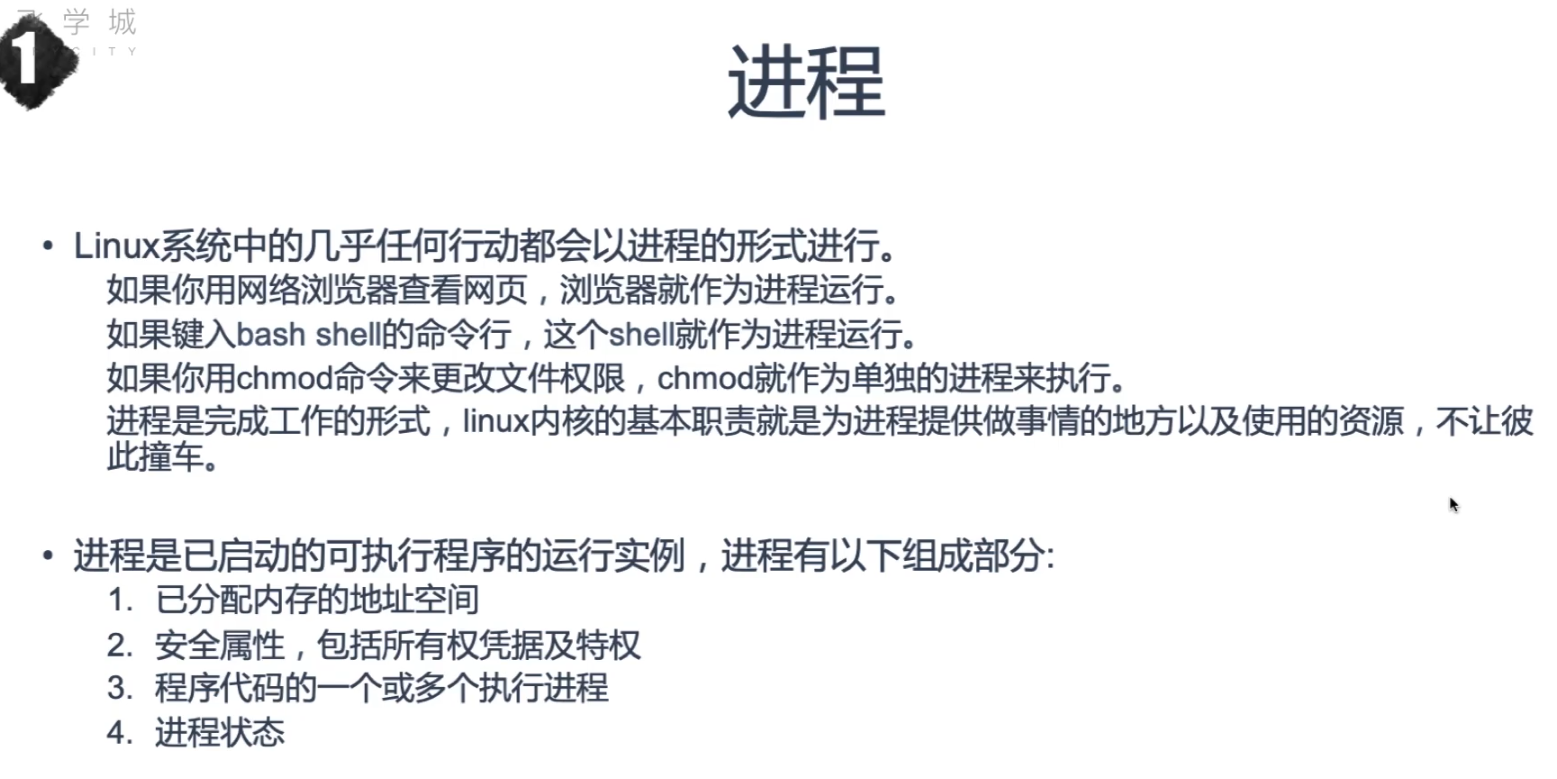 学 城
1
CITY
进程
• Linux系统中的几乎任何行动都会以进程的形式进行。
如果你用网络浏览器查看网页，浏览器就作为进程运行。
如果键入bash shell的命令行，这个shell就作为进程运行。
如果你用chmod命令来更改文件权限，chmod就作为单独的进程来执行。
进程是完成工作的形式，linux内核的基本职责就是为进程提供做事情的地方以及使用的资源，不让彼
此撞车。
• 进程是已启动的可执行程序的运行实例，进程有以下组成部分:
1. 已分配内存的地址空间
2. 安全属性，包括所有权凭据及特权
3. 程序代码的一个或多个执行进程
4. 进程状态